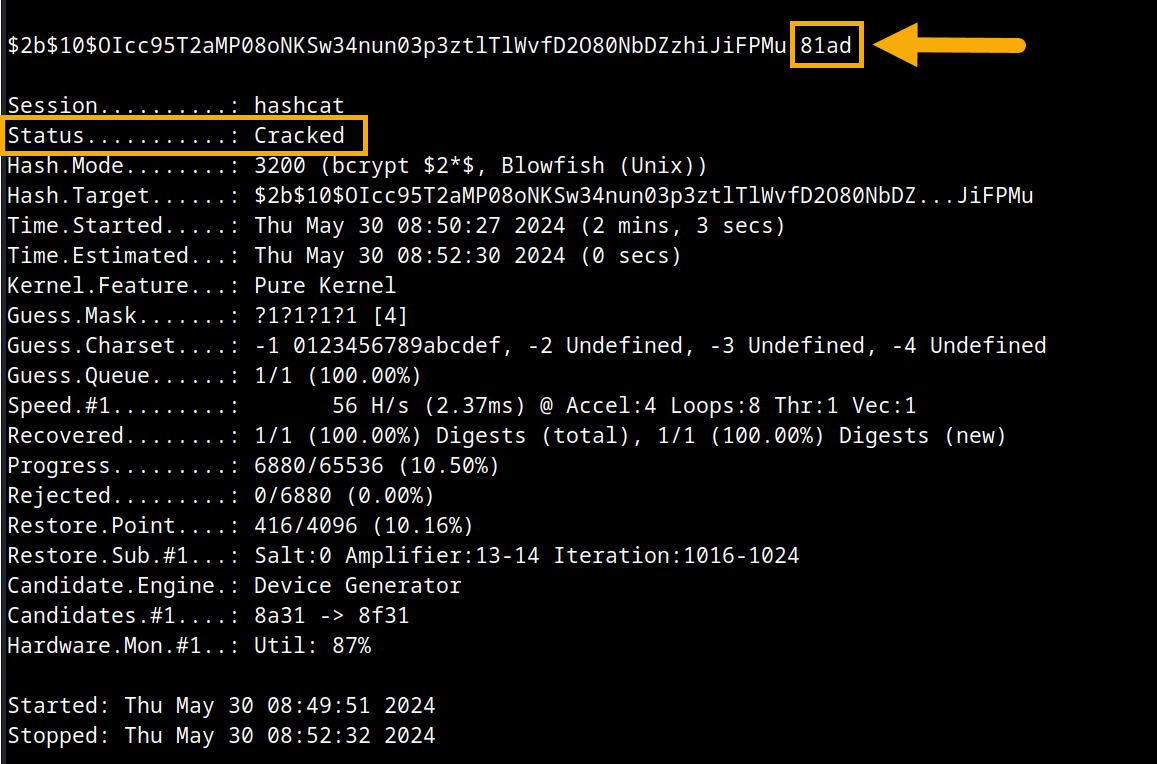 $2b$10$OIcc95T2aMP08oNKSw34nun03p3ztlTlWvfD2O80NbDZzhiJiFPMu 81ad
Session..........: hashcat
Status...........: Cracked
Hash.Mode........: 3200 (bcrypt $2*$, Blowfish (Unix))
Hash.Target......: $2b$10$OIcc95T2aMP08oNKSw34nun03p3ztlTlWvfD2O80NbDZ...JiFPMu
Time.Started.....: Thu May 30 08:50:27 2024 (2 mins, 3 secs)
Time.Estimated...: Thu May 30 08:52:30 2024 (0 secs)
Kernel.Feature...: Pure Kernel
Guess.Mask.......: ?1?1?1?1 [4]
Guess.Charset....: -1 0123456789abcdef, -2 Undefined, -3 Undefined, -4 Undefined
Guess.Queue......: 1/1 (100.00%)
Speed.#1.........:       56 H/s (2.37ms) @ Accel:4 Loops:8 Thr:1 Vec:1
Recovered........: 1/1 (100.00%) Digests (total), 1/1 (100.00%) Digests (new)
Progress.........: 6880/65536 (10.50%)
Rejected.........: 0/6880 (0.00%)
Restore.Point....: 416/4096 (10.16%)
Restore.Sub.#1...: Salt:0 Amplifier:13-14 Iteration:1016-1024
Candidate.Engine.: Device Generator
Candidates.#1....: 8a31 -> 8f31
Hardware.Mon.#1..: Util: 87%
Started: Thu May 30 08:49:51 2024
Stopped: Thu May 30 08:52:32 2024